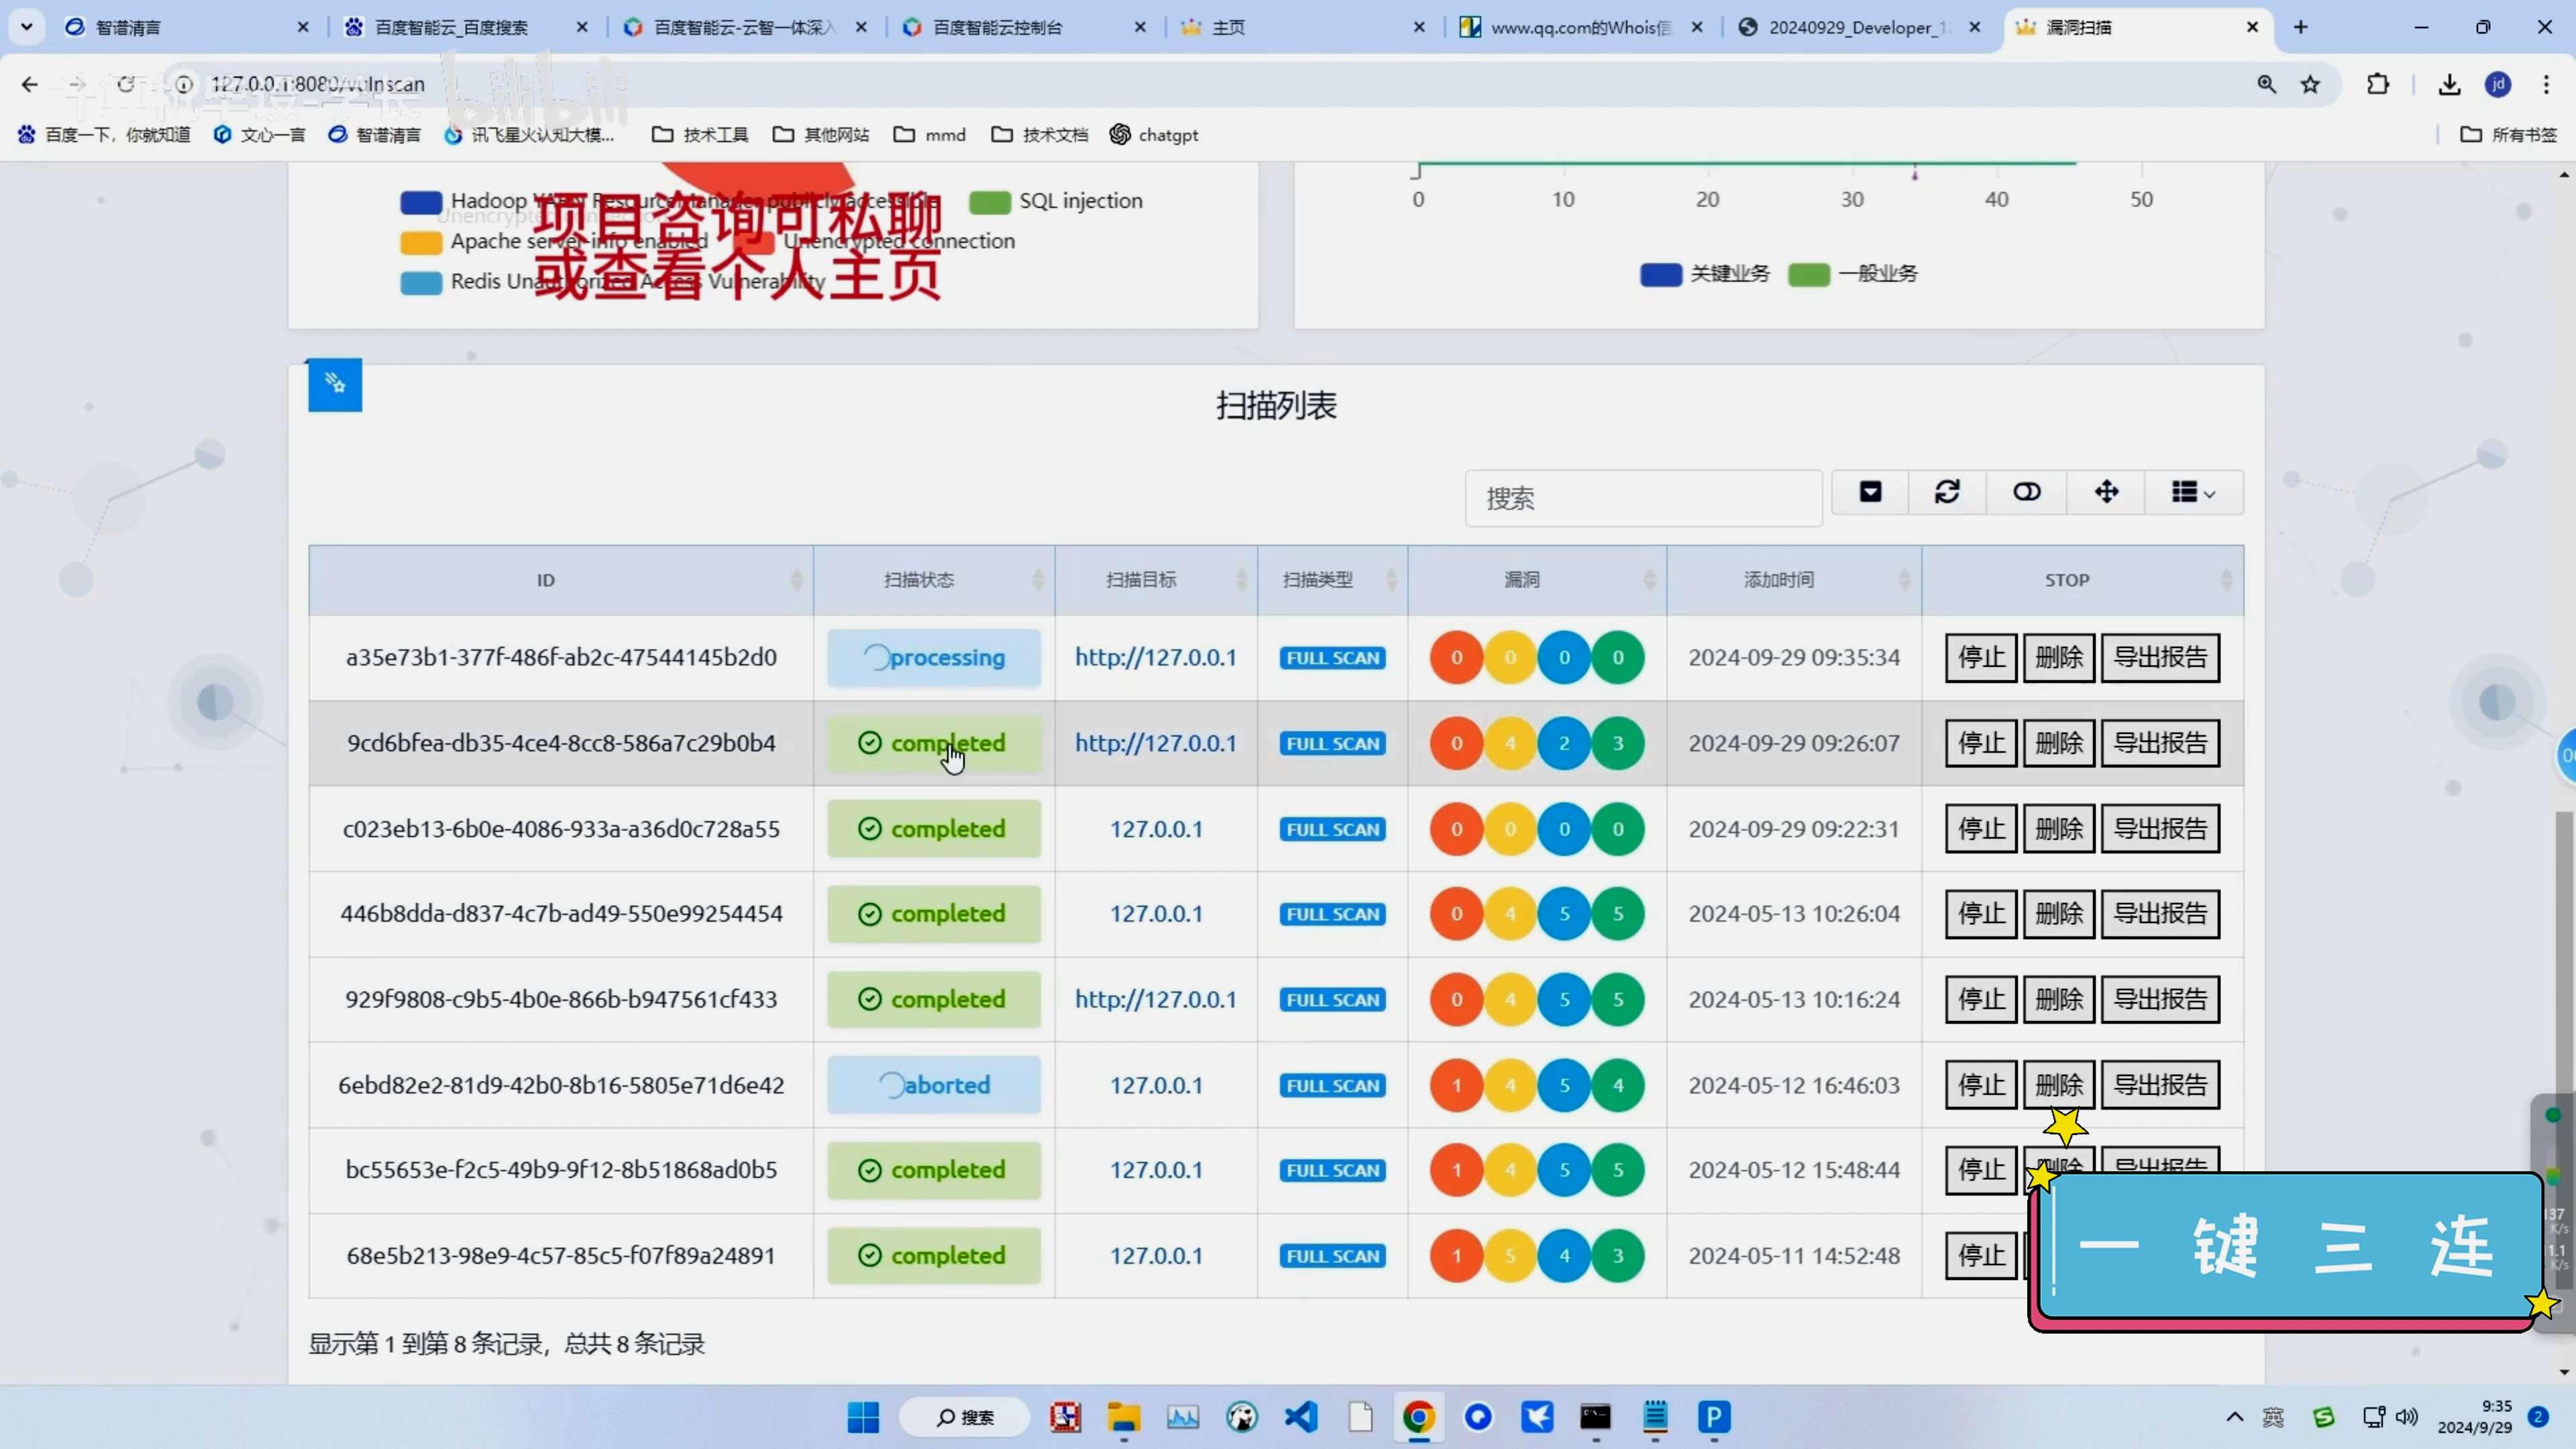 智谱清言
百度智能云_百度搜索
百度智能云-云智一体深入
百度智能云控制台
主页
www.qq.com的Whois信
20240929_Developer_1
漏洞扫描
127.0.0.1:8080/vulnscan
计算机毕设-学长
bilibili
jd
百度一下，你就知道
文心一言
智谱清言
讯飞星火认知大模...
技术工具
其他网站
mmd
技术文档
chatgpt
所有书签
Hadoop YARN ResourceManager publicly accessible
SQL injection
Apache server-info enabled
Unencrypted connection
Redis Unauthorized Access Vulnerability
项目咨询可私聊
或查看个人主页
0 10 20 30 40 50
关键业务
一般业务
扫描列表
搜索
ID 扫描状态 扫描目标 扫描类型 漏洞 添加时间 STOP
a35e73b1-377f-486f-ab2c-47544145b2d0 processing http://127.0.0.1 FULL SCAN 0 0 0 0 2024-09-29 09:35:34 停止 删除 导出报告
9cd6bfea-db35-4ce4-8cc8-586a7c29b0b4 completed http://127.0.0.1 FULL SCAN 0 4 2 3 2024-09-29 09:26:07 停止 删除 导出报告
c023eb13-6b0e-4086-933a-a36d0c728a55 completed 127.0.0.1 FULL SCAN 0 0 0 0 2024-09-29 09:22:31 停止 删除 导出报告
446b8dda-d837-4c7b-ad49-550e99254454 completed 127.0.0.1 FULL SCAN 0 4 5 5 2024-05-13 10:26:04 停止 删除 导出报告
929f9808-c9b5-4b0e-866b-b947561cf433 completed http://127.0.0.1 FULL SCAN 0 4 5 5 2024-05-13 10:16:24 停止 删除 导出报告
6ebd82e2-81d9-42b0-8b16-5805e71d6e42 aborted 127.0.0.1 FULL SCAN 1 4 5 4 2024-05-12 16:46:03 停止 删除 导出报告
bc55653e-f2c5-49b9-9f12-8b51868ad0b5 completed 127.0.0.1 FULL SCAN 1 4 5 5 2024-05-12 15:48:44 停止 删除 导出报告
68e5b213-98e9-4c57-85c5-f07f89a24891 completed 127.0.0.1 FULL SCAN 1 5 4 3 2024-05-11 14:52:48 停止
一键三连
显示第 1 到第 8 条记录，总共 8 条记录
搜索
英
9:35
2024/9/29
2